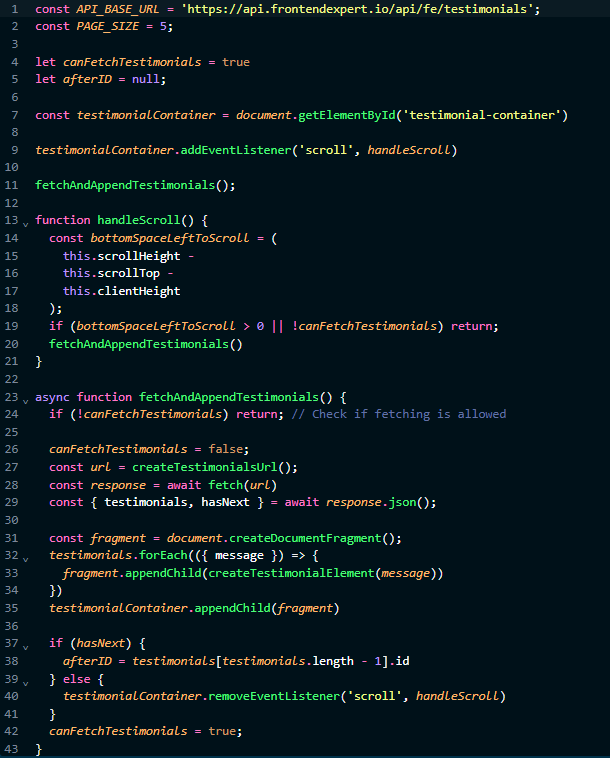 1 const API_BASE_URL = 'https://api.frontendexpert.io/api/fe/testimonials';
2 const PAGE_SIZE = 5;
3
4 let canFetchTestimonials = true
5 let afterID = null;
6
7 const testimonialContainer = document.getElementById('testimonial-container')
8
9 testimonialContainer.addEventListener('scroll', handleScroll)
10
11 fetchAndAppendTestimonials();
12
13 function handleScroll() {
14   const bottomSpaceLeftToScroll = (
15     this.scrollHeight -
16     this.scrollTop -
17     this.clientHeight
18   );
19   if (bottomSpaceLeftToScroll > 0 || !canFetchTestimonials) return;
20   fetchAndAppendTestimonials()
21 }
22
23 async function fetchAndAppendTestimonials() {
24   if (!canFetchTestimonials) return; // Check if fetching is allowed
25
26   canFetchTestimonials = false;
27   const url = createTestimonialsUrl();
28   const response = await fetch(url)
29   const { testimonials, hasNext } = await response.json();
30
31   const fragment = document.createDocumentFragment();
32   testimonials.forEach(({ message }) => {
33     fragment.appendChild(createTestimonialElement(message))
34   })
35   testimonialContainer.appendChild(fragment)
36
37   if (hasNext) {
38     afterID = testimonials[testimonials.length - 1].id
39   } else {
40     testimonialContainer.removeEventListener('scroll', handleScroll)
41   }
42   canFetchTestimonials = true;
43 }